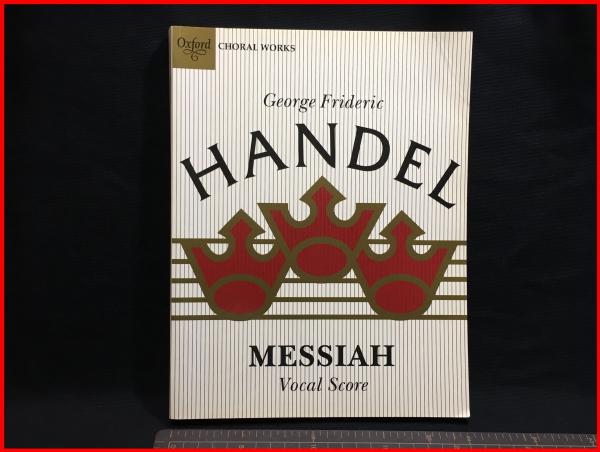 Oxford CHORAL WORKS
George Frideric
HANDEL
MESSIAH
Vocal Score